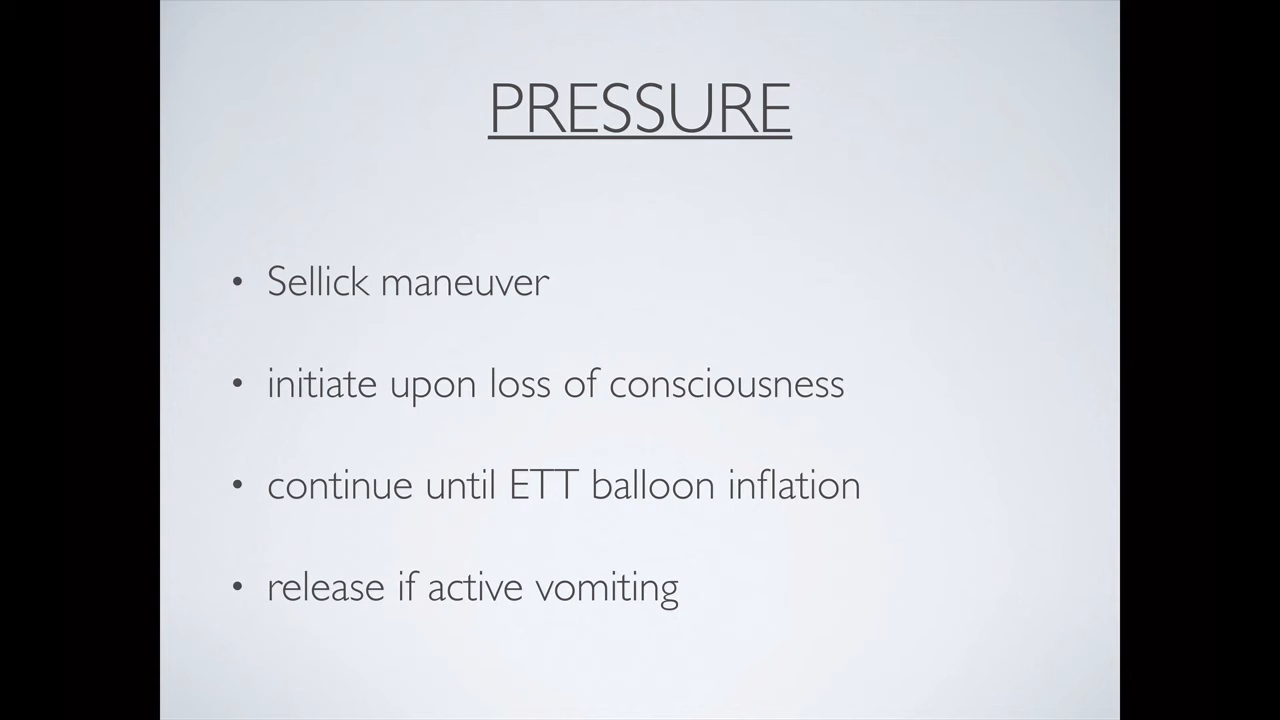 PRESSURE
• Sellick maneuver
• initiate upon loss of consciousness
• continue until ETT balloon inflation
• release if active vomiting